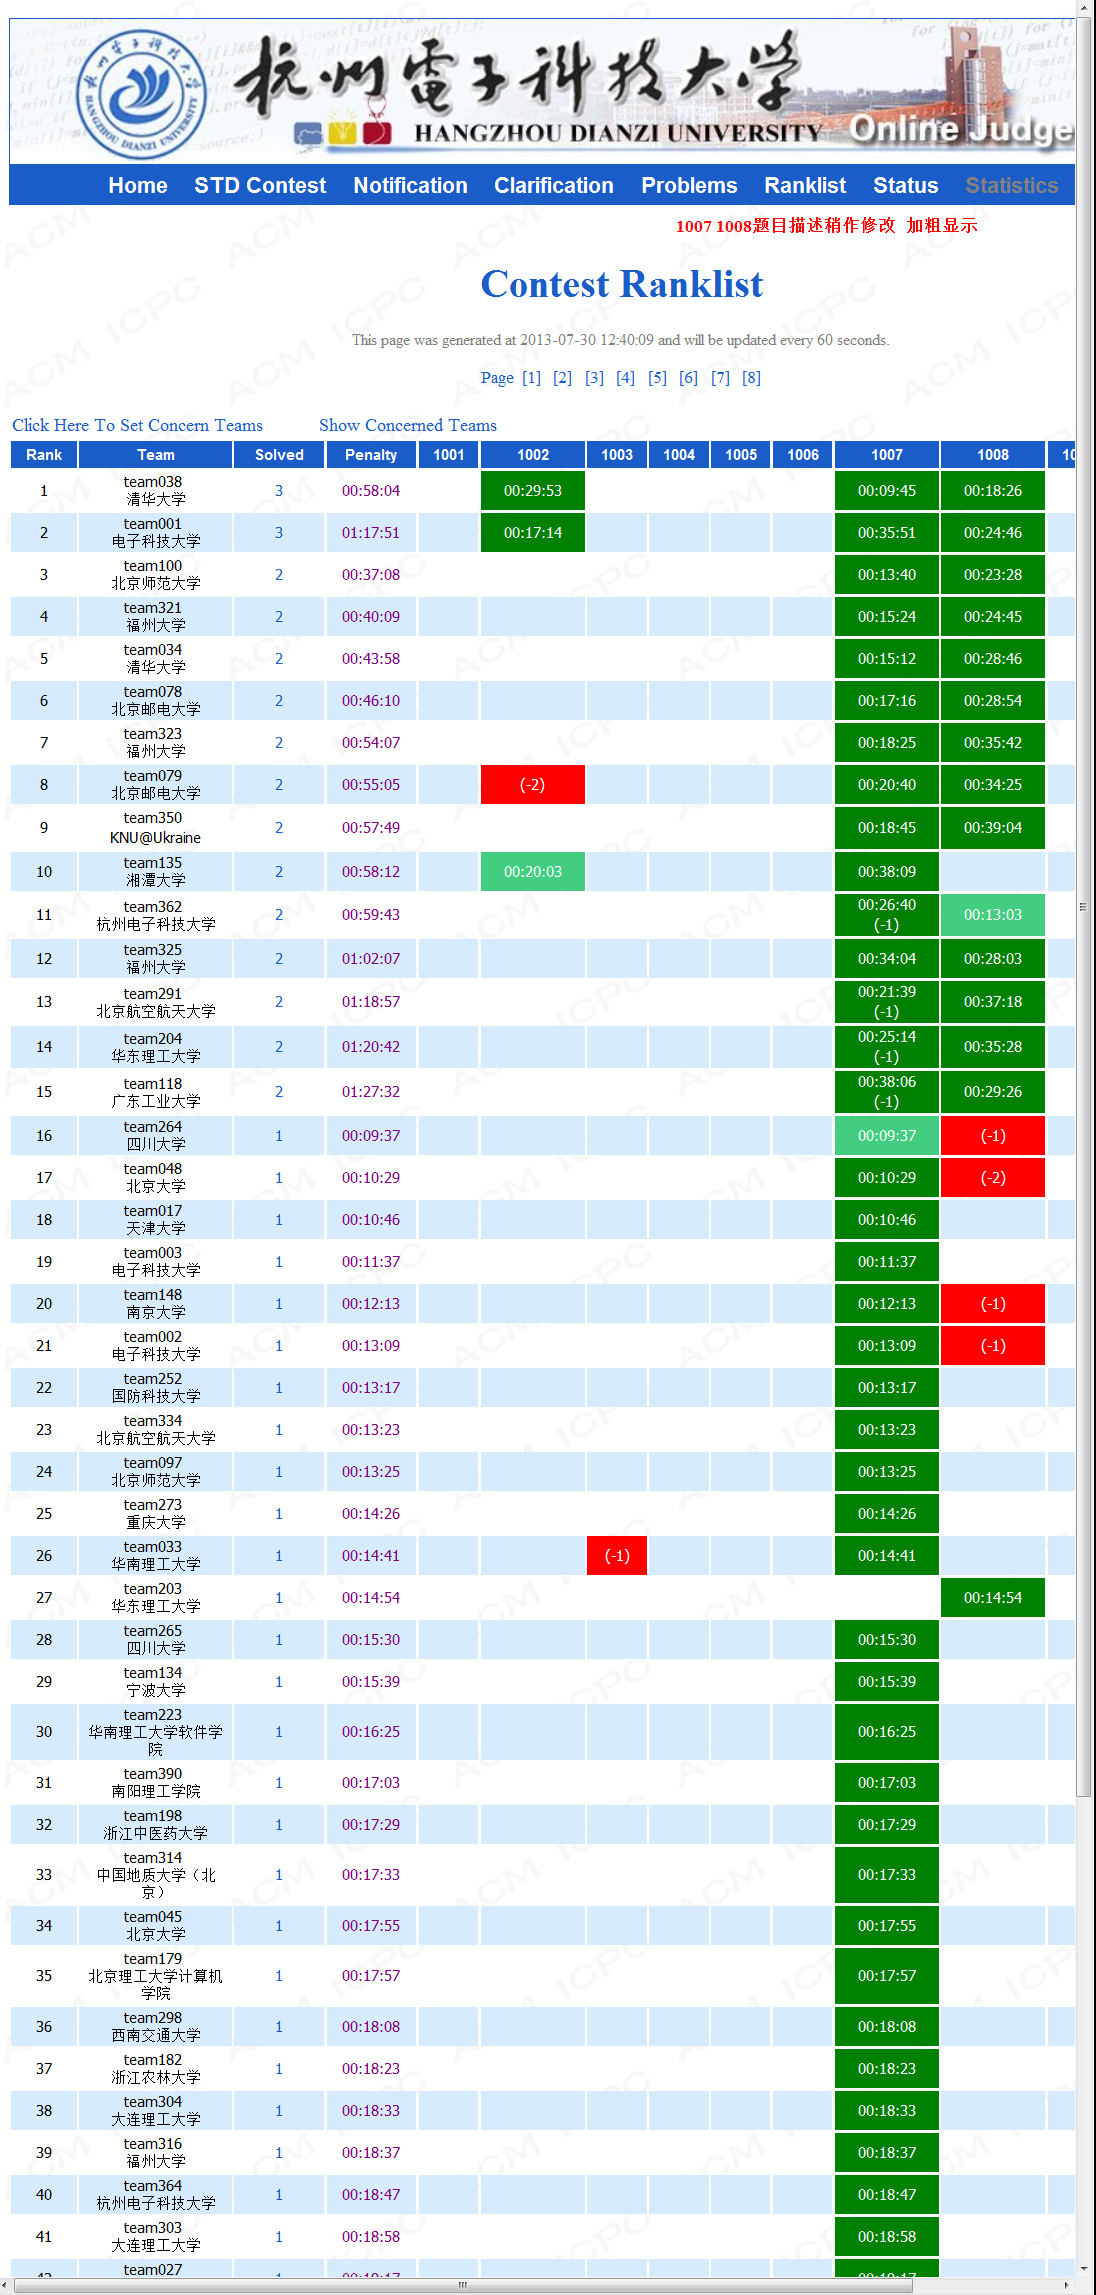 杭州電子科技大学
HANGZHOU DIANZI UNIVERSITY
Online Judge
Home STD Contest Notification Clarification Problems Ranklist Status Statistics
1007 1008题目描述稍作修改 加粗显示
Contest Ranklist
This page was generated at 2013-07-30 12:40:09 and will be updated every 60 seconds.
Page [1] [2] [3] [4] [5] [6] [7] [8]
Click Here To Set Concern Teams Show Concerned Teams
Rank Team Solved Penalty 1001 1002 1003 1004 1005 1006 1007 1008 10
1 team038 清华大学 3 00:58:04 00:29:53 00:09:45 00:18:26
2 team001 电子科技大学 3 01:17:51 00:17:14 00:35:51 00:24:46
3 team100 北京师范大学 2 00:37:08 00:13:40 00:23:28
4 team321 福州大学 2 00:40:09 00:15:24 00:24:45
5 team034 清华大学 2 00:43:58 00:15:12 00:28:46
6 team078 北京邮电大学 2 00:46:10 00:17:16 00:28:54
7 team323 福州大学 2 00:54:07 00:18:25 00:35:42
8 team079 北京邮电大学 2 00:55:05 (-2) 00:20:40 00:34:25
9 team350 KNU@Ukraine 2 00:57:49 00:18:45 00:39:04
10 team135 湘潭大学 2 00:58:12 00:20:03 00:38:09
11 team362 杭州电子科技大学 2 00:59:43 00:26:40 (-1) 00:13:03
12 team325 福州大学 2 01:02:07 00:34:04 00:28:03
13 team291 北京航空航天大学 2 01:18:57 00:21:39 (-1) 00:37:18
14 team204 华东理工大学 2 01:20:42 00:25:14 (-1) 00:35:28
15 team118 广东工业大学 2 01:27:32 00:38:06 (-1) 00:29:26
16 team264 四川大学 1 00:09:37 00:09:37 (-1)
17 team048 北京大学 1 00:10:29 00:10:29 (-2)
18 team017 天津大学 1 00:10:46 00:10:46
19 team003 电子科技大学 1 00:11:37 00:11:37
20 team148 南京大学 1 00:12:13 00:12:13 (-1)
21 team002 电子科技大学 1 00:13:09 00:13:09 (-1)
22 team252 国防科技大学 1 00:13:17 00:13:17
23 team334 北京航空航天大学 1 00:13:23 00:13:23
24 team097 北京师范大学 1 00:13:25 00:13:25
25 team273 重庆大学 1 00:14:26 00:14:26
26 team033 华南理工大学 1 00:14:41 (-1) 00:14:41
27 team203 华东理工大学 1 00:14:54 00:14:54
28 team265 四川大学 1 00:15:30 00:15:30
29 team134 宁波大学 1 00:15:39 00:15:39
30 team223 华南理工大学软件学院 1 00:16:25 00:16:25
31 team390 南阳理工学院 1 00:17:03 00:17:03
32 team198 浙江中医药大学 1 00:17:29 00:17:29
33 team314 中国地质大学（北京） 1 00:17:33 00:17:33
34 team045 北京大学 1 00:17:55 00:17:55
35 team179 北京理工大学计算机学院 1 00:17:57 00:17:57
36 team298 西南交通大学 1 00:18:08 00:18:08
37 team182 浙江农林大学 1 00:18:23 00:18:23
38 team304 大连理工大学 1 00:18:33 00:18:33
39 team316 福州大学 1 00:18:37 00:18:37
40 team364 杭州电子科技大学 1 00:18:47 00:18:47
41 team303 大连理工大学 1 00:18:58 00:18:58
team027